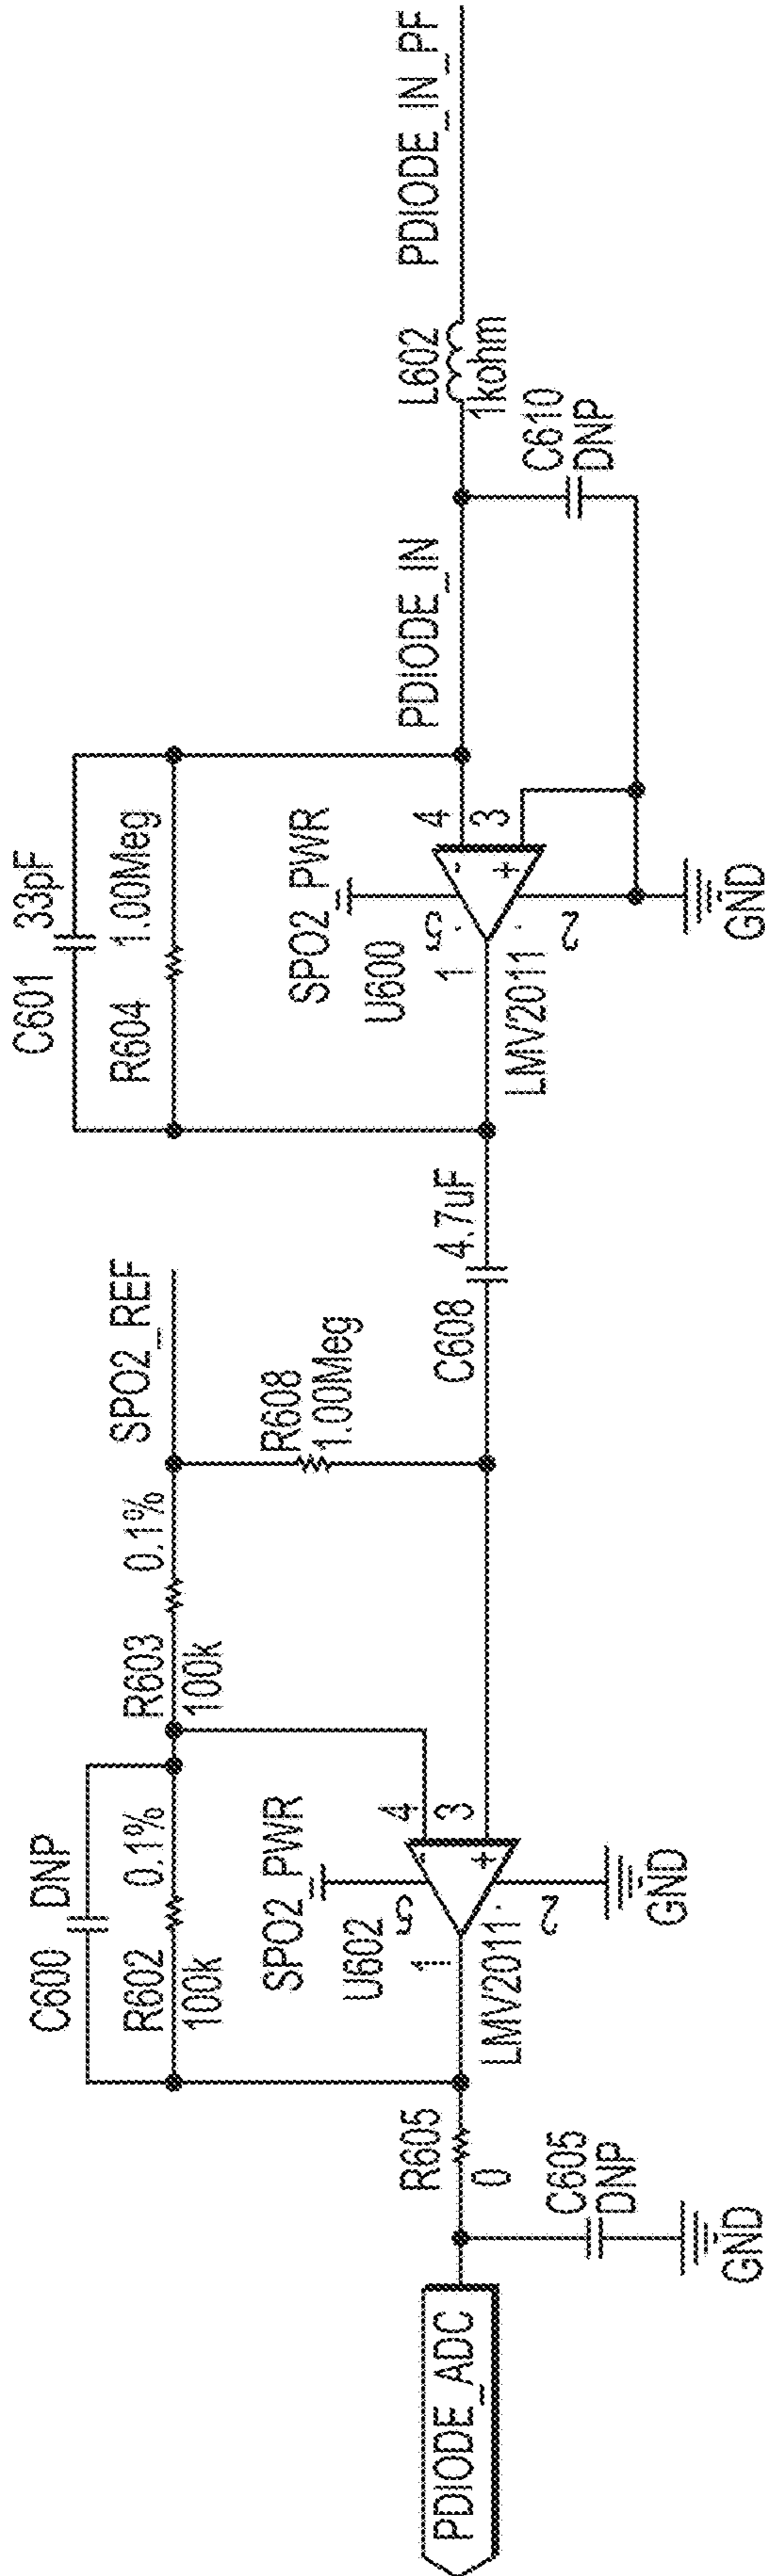 C600 DNP
R602 0.1%
100k
R603 0.1%
100k
SPO2_REF
C601 33pF
R604 1.00Meg
SPO2_PWR
U602
5
4
3
1
2
LMV2011
GND
R608
1.00Meg
C608 4.7uF
SPO2_PWR
U600
5
4
3
1
2
LMV2011
GND
PDIODE_IN
L602
1kohm
PDIODE_IN_PF
C610
DNP
R605
0
C605
DNP
GND
PDIODE_ADC